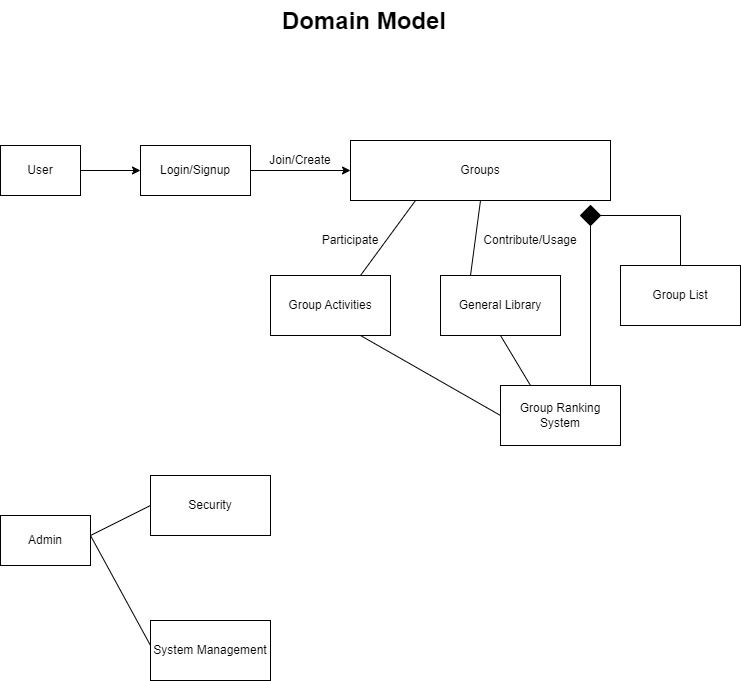 Domain Model
User
Login/Signup
Join/Create
Groups
Participate
Contribute/Usage
Group Activities
General Library
Group List
Group Ranking
System
Security
Admin
System Management